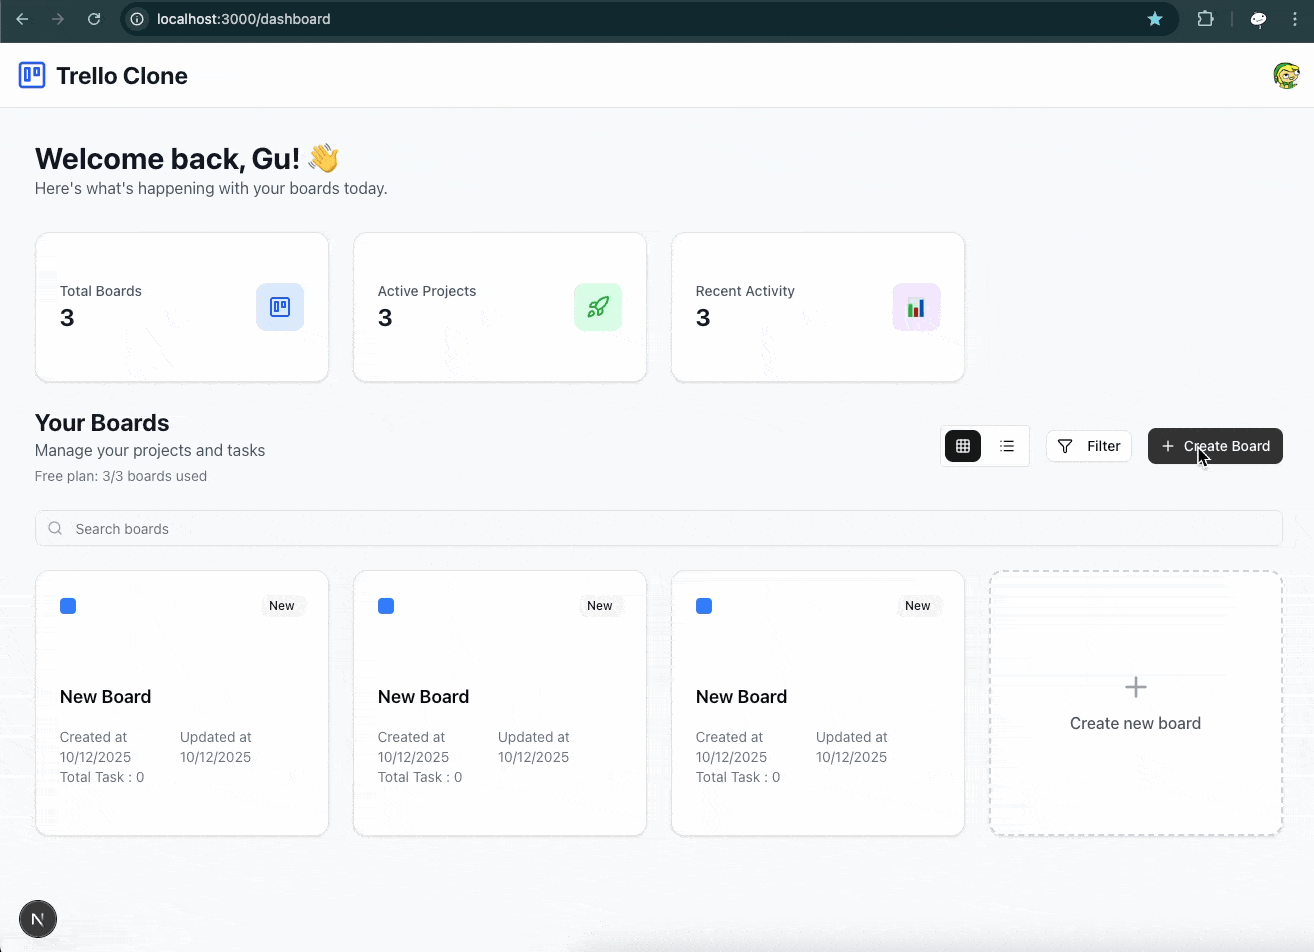 localhost:3000/dashboard
Trello Clone
Welcome back, Gu! 👋
Here's what's happening with your boards today.
Total Boards
3
Active Projects
3
Recent Activity
3
Your Boards
Manage your projects and tasks
Free plan: 3/3 boards used
Filter
+ Create Board
Search boards
New
New Board
Created at
10/12/2025
Updated at
10/12/2025
Total Task : 0
New
New Board
Created at
10/12/2025
Updated at
10/12/2025
Total Task : 0
New
New Board
Created at
10/12/2025
Updated at
10/12/2025
Total Task : 0
+
Create new board
N